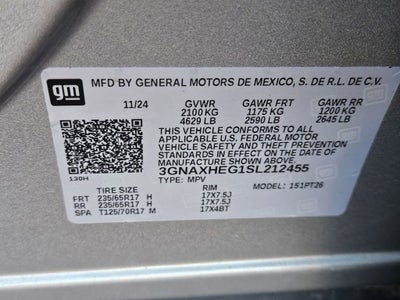 gm
MFD BY GENERAL MOTORS DE MEXICO, S. DE R.L. DE C.V.
11/24 GVWR GAWR FRT GAWR RR
2100 KG 1175 KG 1200 KG
4629 LB 2590 LB 2645 LB
THIS VEHICLE CONFORMS TO ALL APPLICABLE
U.S. FEDERAL MOTOR
VEHICLE SAFETY AND THEFT PREVENTION STANDARDS
IN EFFECT ON THE DATE OF MANUFACTURE SHOWN ABOVE.
3GNAXHEG1SL212455
TYPE: MPV MODEL: 1S1PT26
130H
TIRE SIZE RIM
FRT 235/65R17 H 17X7.5J
RR 235/65R17 H 17X7.5J
SPA T125/70R17 M 17X4BT